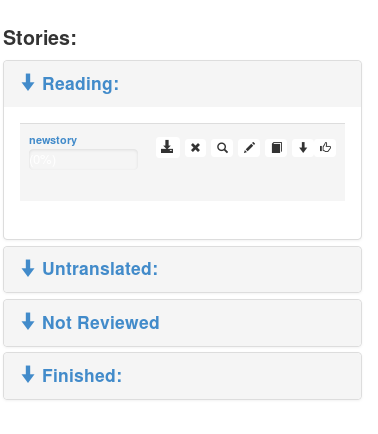 Stories:
Reading:
newstory
(0%)
Untranslated:
Not Reviewed
Finished: